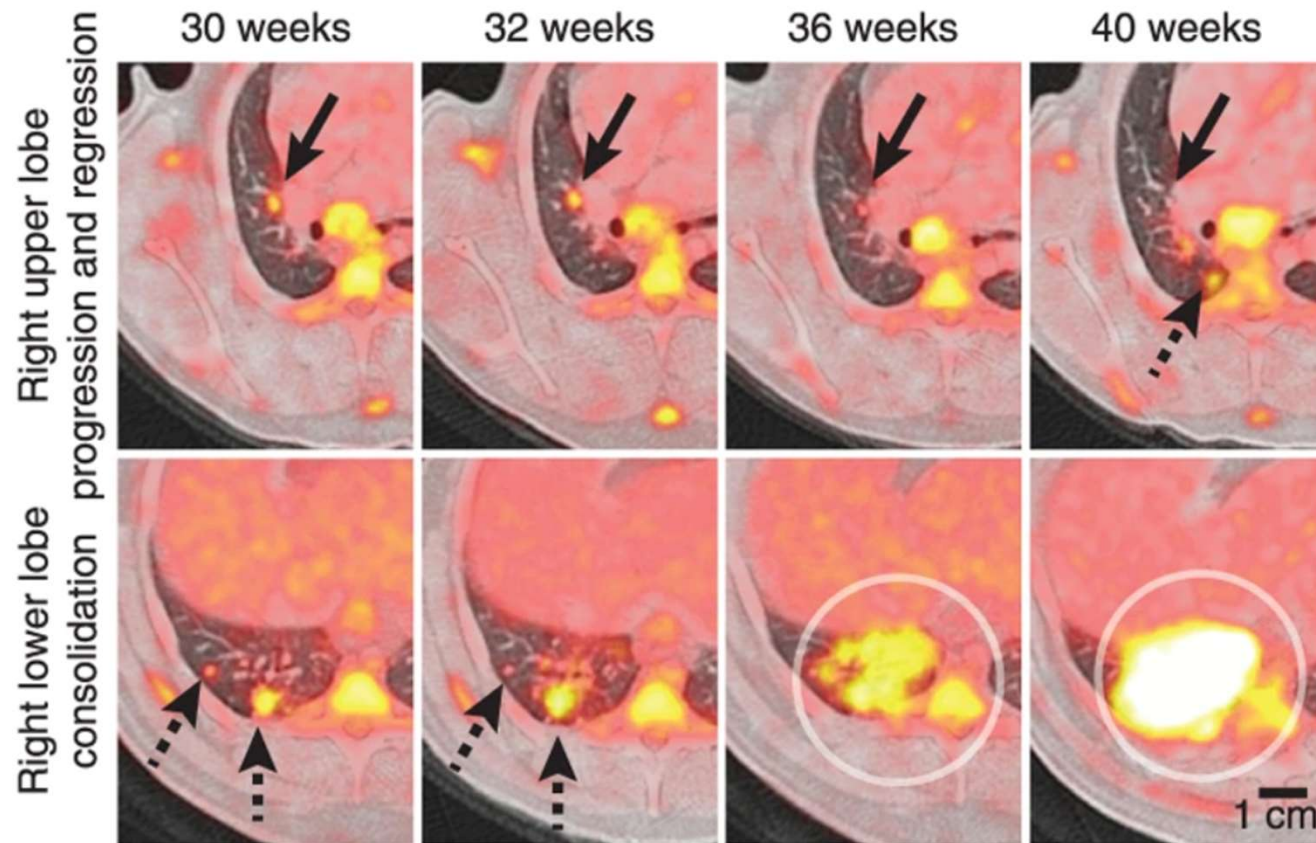 30 weeks
32 weeks
36 weeks
40 weeks
Right upper lobe
progression and regression
Right lower lobe
consolidation
1 cm